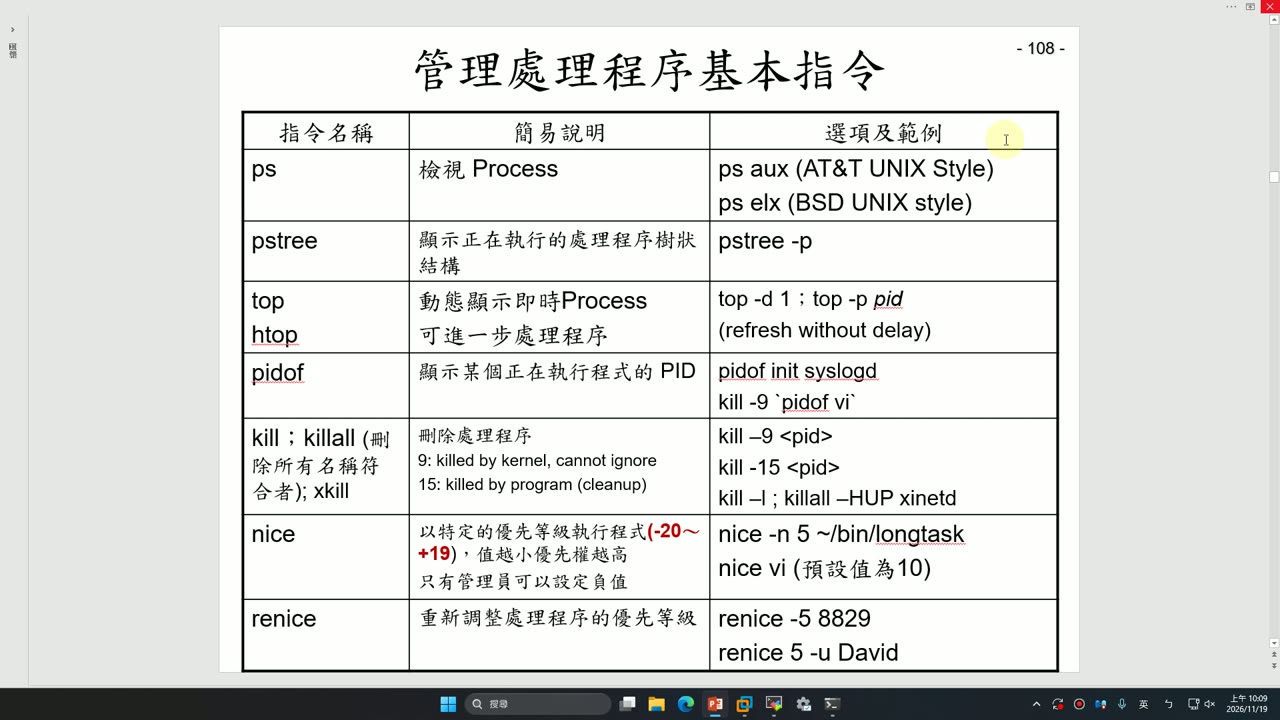 - 108 -
管理處理程序基本指令
指令名稱
簡易說明
選項及範例
ps
檢視 Process
ps aux (AT&T UNIX Style)
ps elx (BSD UNIX style)
pstree
顯示正在執行的處理程序樹狀
結構
pstree -p
top
htop
動態顯示即時Process
可進一步處理程序
top -d 1；top -p pid
(refresh without delay)
pidof
顯示某個正在執行程式的 PID
pidof init syslogd
kill -9 `pidof vi`
kill；killall (刪
除所有名稱符
合者); xkill
刪除處理程序
9: killed by kernel, cannot ignore
15: killed by program (cleanup)
kill –9 <pid>
kill -15 <pid>
kill –l ; killall –HUP xinetd
nice
以特定的優先等級執行程式(-20～
+19)，值越小優先權越高
只有管理員可以設定負值
nice -n 5 ~/bin/longtask
nice vi (預設值為10)
renice
重新調整處理程序的優先等級
renice -5 8829
renice 5 -u David
搜尋
英
ㄅ
上午 10:09
2026/11/19